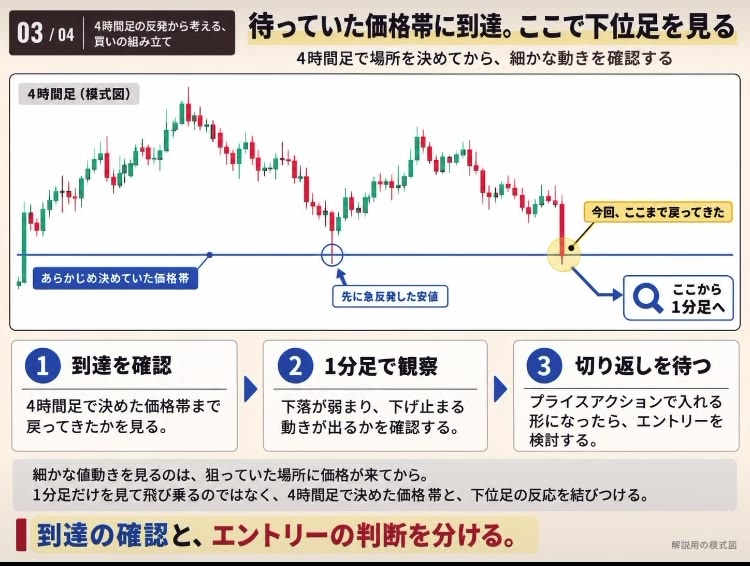 03 / 04
4時間足の反発から考える、
買いの組み立て
待っていた価格帯に到達。ここで下位足を見る
4時間足で場所を決めてから、細かな動きを確認する
4時間足（模式図）
今回、ここまで戻ってきた
あらかじめ決めていた価格帯
先に急反発した安値
ここから
1分足へ
1 到達を確認
4時間足で決めた価格帯まで
戻ってきたかを見る。
2 1分足で観察
下落が弱まり、下げ止まる
動きが出るかを確認する。
3 切り返しを待つ
プライスアクションで入れる
形になったら、エントリーを
検討する。
細かな値動きを見るのは、狙っていた場所に価格が来てから。
1分足だけを見て飛び乗るのではなく、4時間足で決めた価格帯と、下位足の反応を結びつける。
到達の確認と、エントリーの判断を分ける。
解説用の模式図